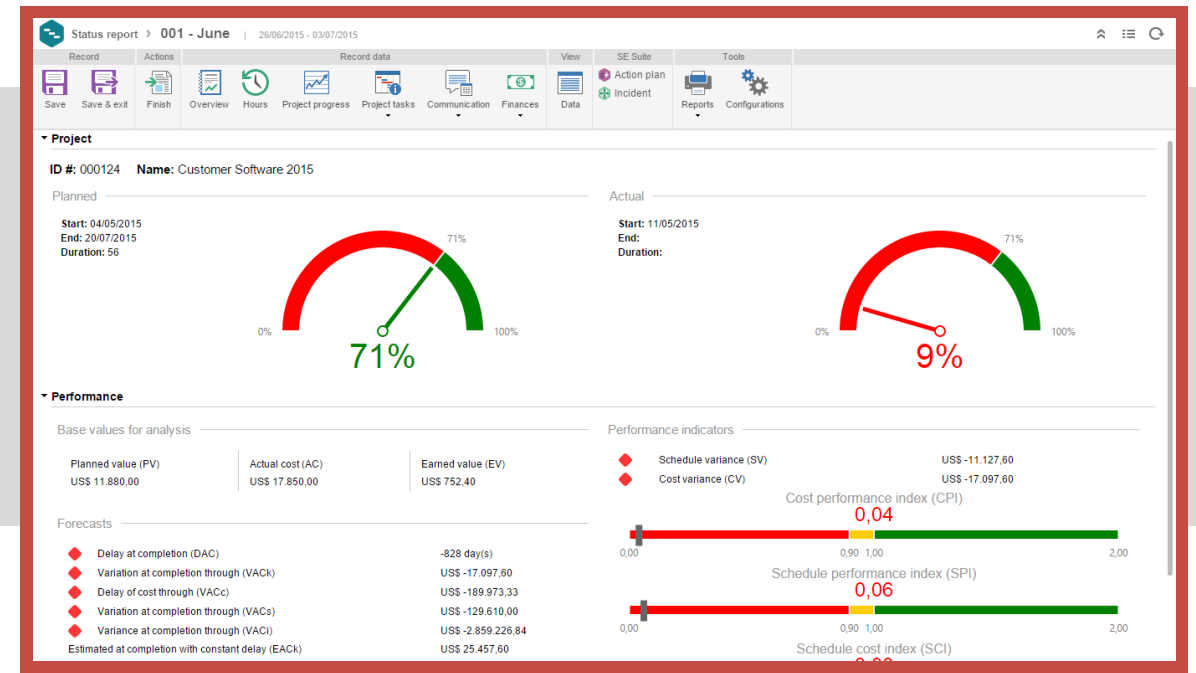 Status report › 001 - June | 26/06/2015 - 03/07/2015
Record Actions Record data View SE Suite Tools
Action plan
Incident
Save Save & exit Finish Overview Hours Project progress Project tasks Communication Finances Data Reports Configurations
Project
ID #: 000124 Name: Customer Software 2015
Planned
Start: 04/05/2015
End: 20/07/2015
Duration: 56
71%
0% 100%
71%
Actual
Start: 11/05/2015
End:
Duration:
71%
0% 100%
9%
Performance
Base values for analysis
Planned value (PV) Actual cost (AC) Earned value (EV)
US$ 11.880,00 US$ 17.850,00 US$ 752,40
Forecasts
Delay at completion (DAC) -828 day(s)
Variation at completion through (VACk) US$ -17.097,60
Delay of cost through (VACc) US$ -189.973,33
Variation at completion through (VACs) US$ -129.610,00
Variance at completion through (VACi) US$ -2.859.226,84
Estimated at completion with constant delay (EACk) US$ 25.457,60
Performance indicators
Schedule variance (SV) US$ -11.127,60
Cost variance (CV) US$ -17.097,60
Cost performance index (CPI)
0,04
0,00 0,90 1,00 2,00
Schedule performance index (SPI)
0,06
0,00 0,90 1,00 2,00
Schedule cost index (SCI)